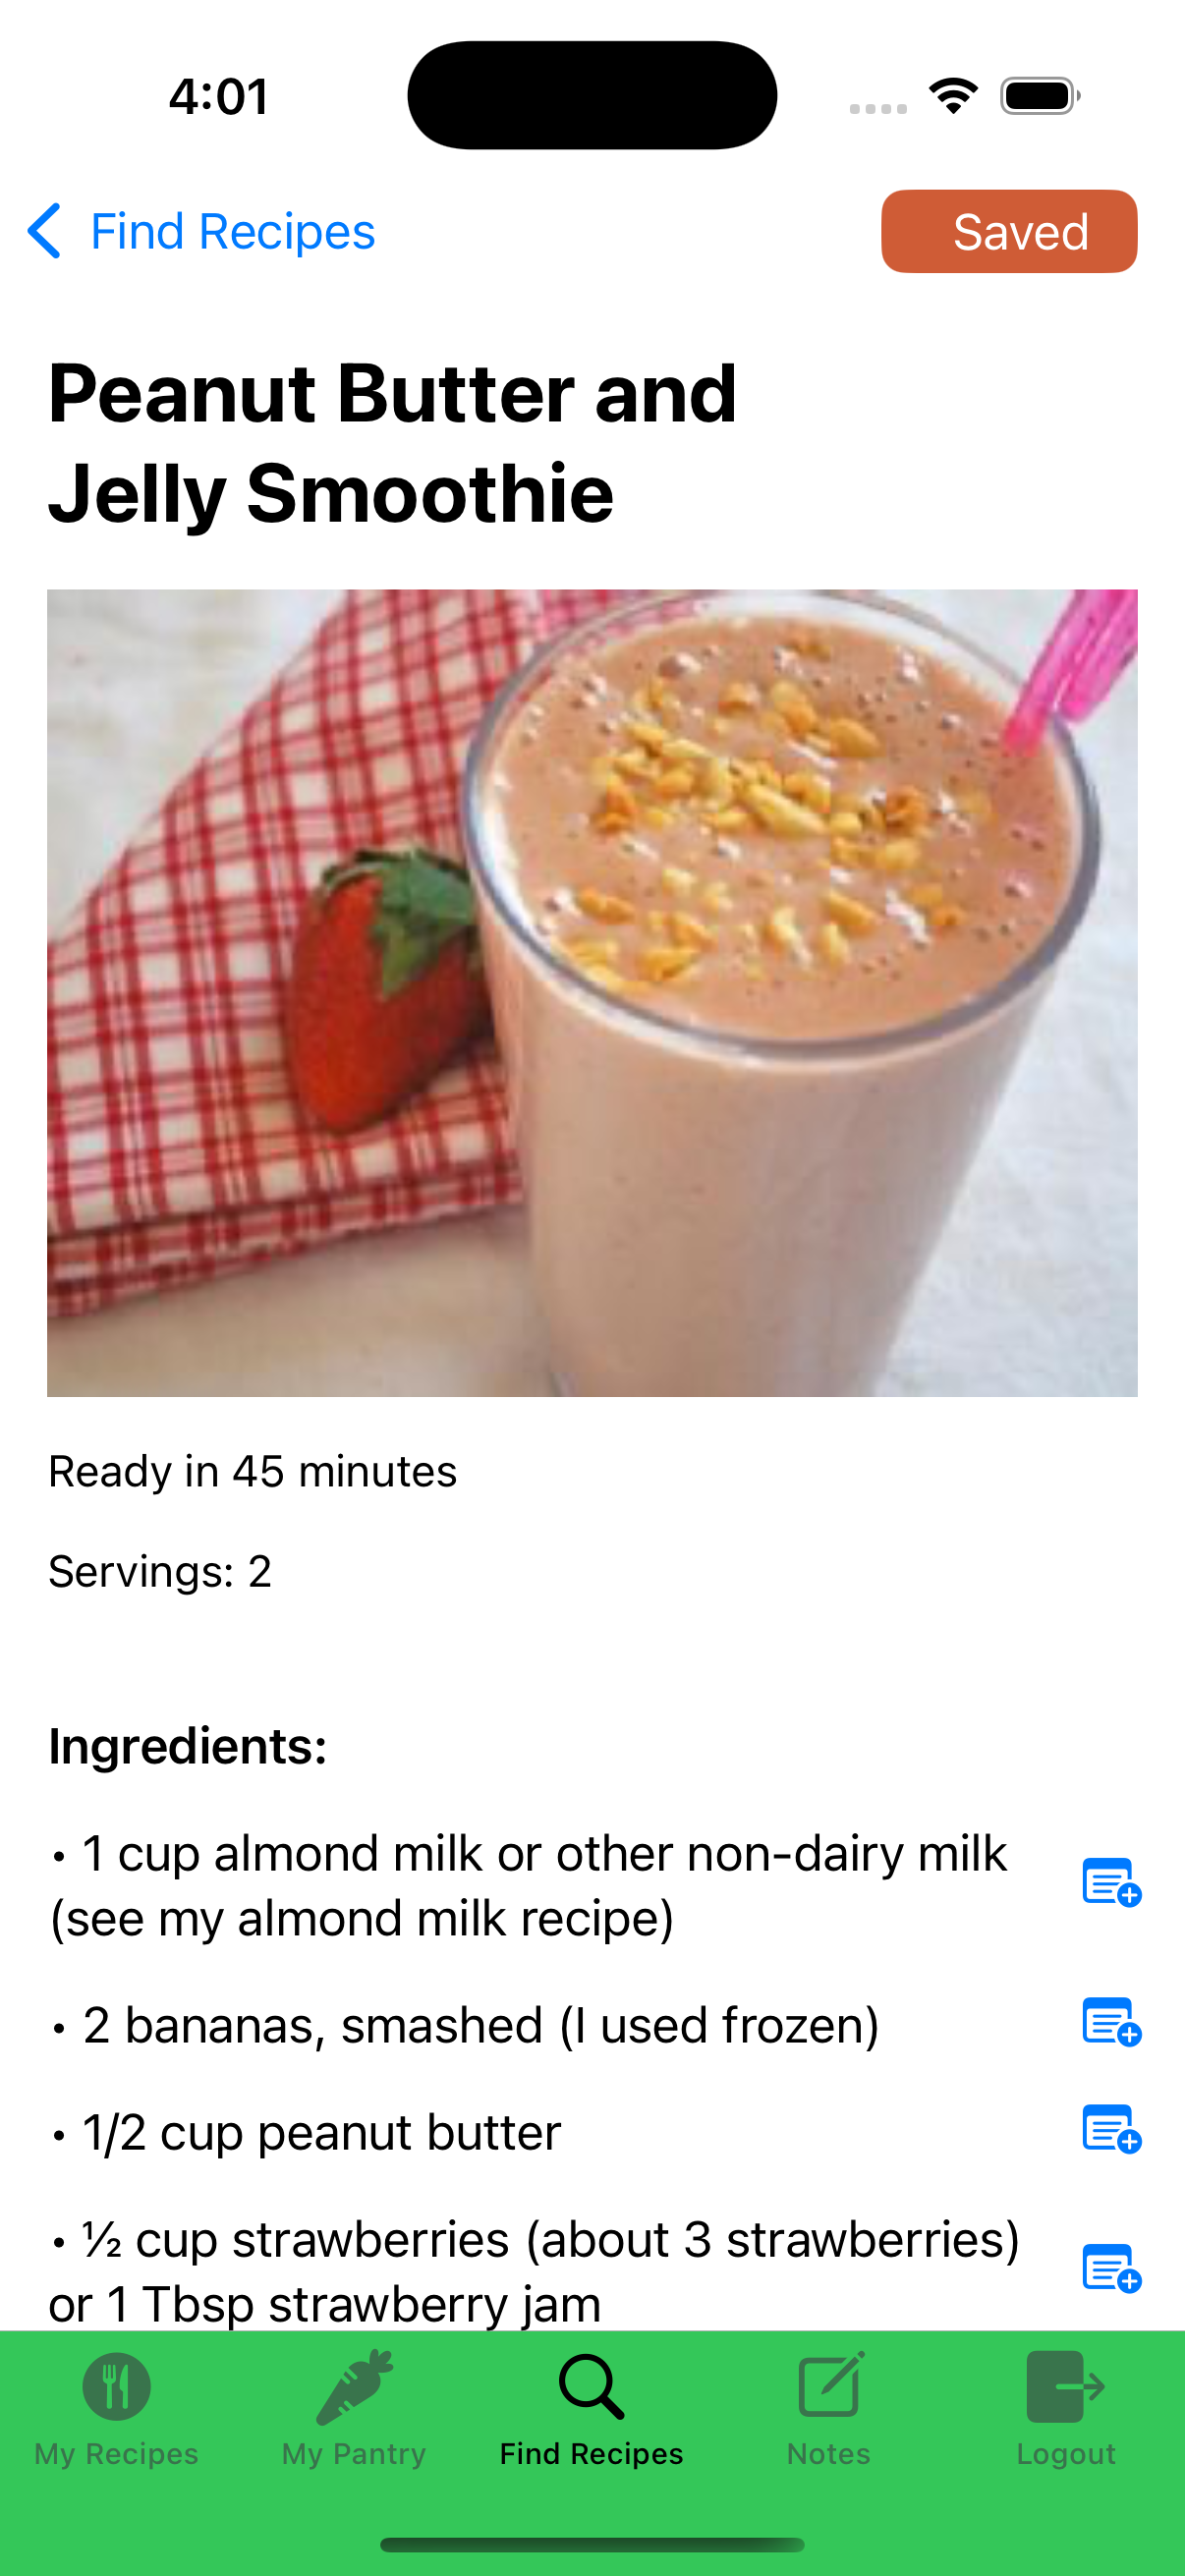 4:01
Find Recipes
Saved
Peanut Butter and
Jelly Smoothie
Ready in 45 minutes
Servings: 2
Ingredients:
• 1 cup almond milk or other non-dairy milk
(see my almond milk recipe)
• 2 bananas, smashed (I used frozen)
• 1/2 cup peanut butter
• ½ cup strawberries (about 3 strawberries)
or 1 Tbsp strawberry jam
My Recipes
My Pantry
Find Recipes
Notes
Logout